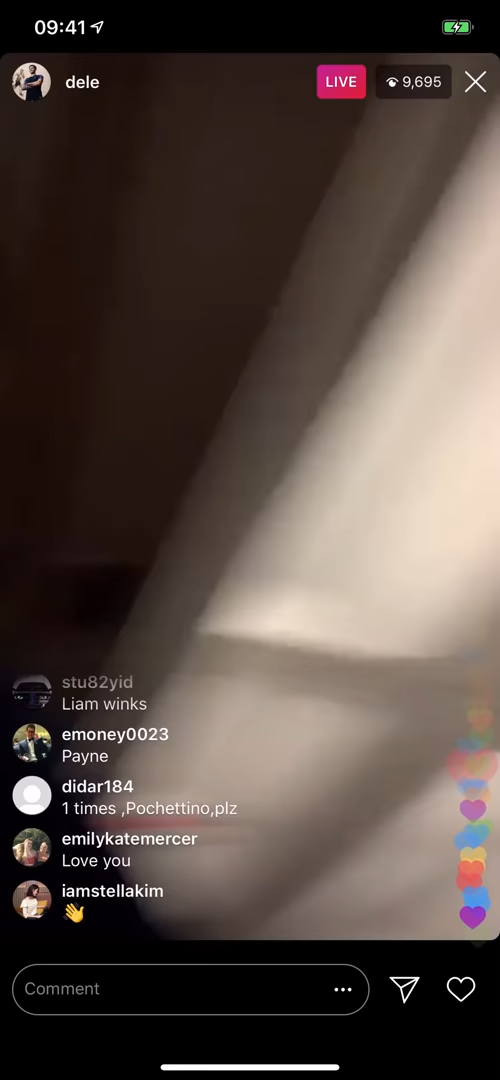 09:41
dele
LIVE
9,695
stu82yid
Liam winks
emoney0023
Payne
didar184
1 times ,Pochettino,plz
emilykatemercer
Love you
iamstellakim
👋
Comment